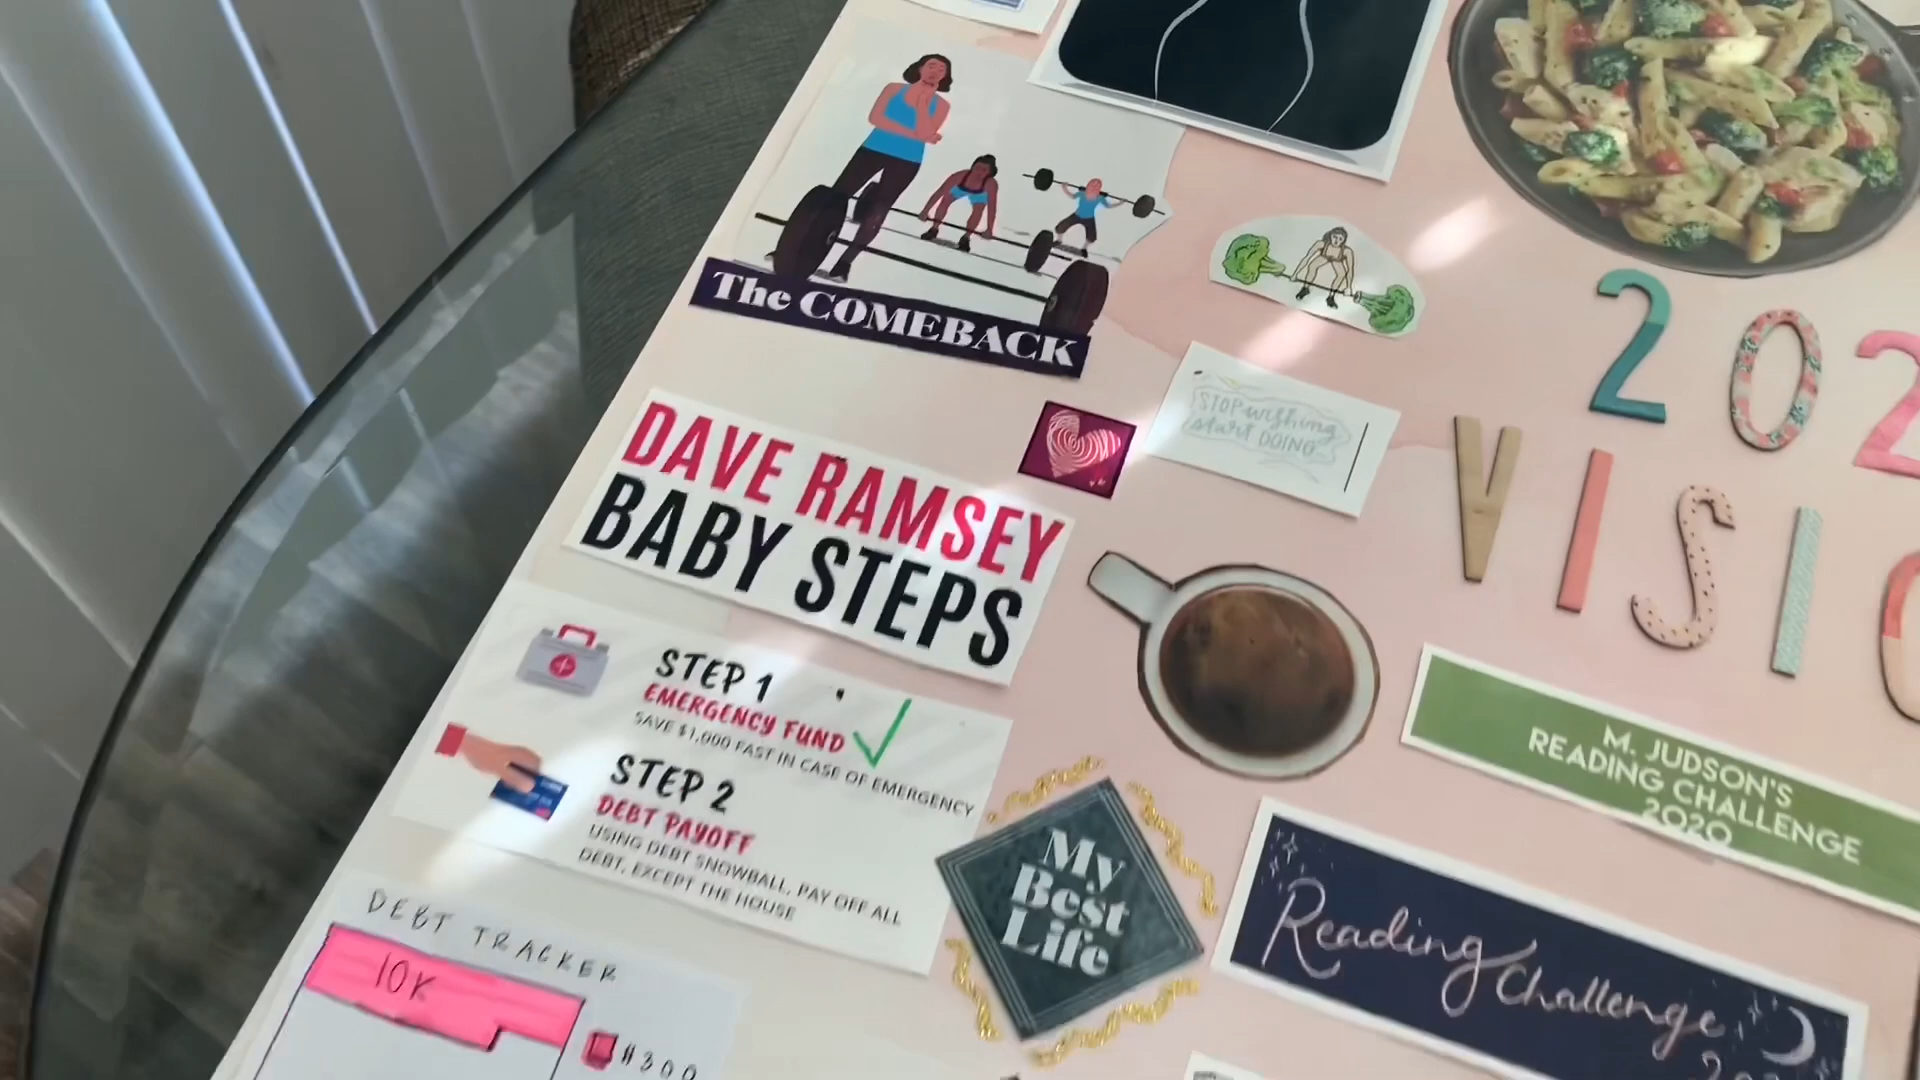 The COMEBACK
STOP wishing
start DOING
202
VISI
DAVE RAMSEY
BABY STEPS
STEP 1
EMERGENCY FUND
SAVE $1,000 FAST IN CASE OF EMERGENCY
STEP 2
DEBT PAYOFF
USING DEBT SNOWBALL, PAY OFF ALL
DEBT, EXCEPT THE HOUSE
M. JUDSON'S
READING CHALLENGE
2020
My
Best
Life
Reading Challenge
DEBT TRACKER
10K